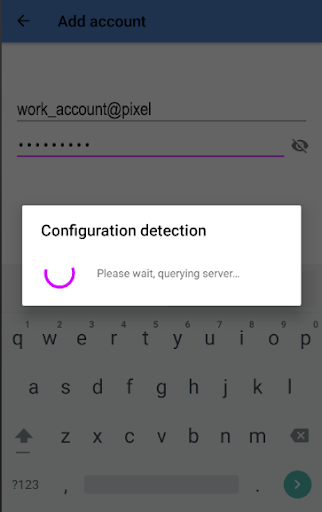 Add account
work_account@pixel
•••••••••
Configuration detection
Please wait, querying server...
1 2 3 4 5 6 7 8 9 0
q w e r t y u i o p
a s d f g h j k l
z x c v b n m
?123 , .